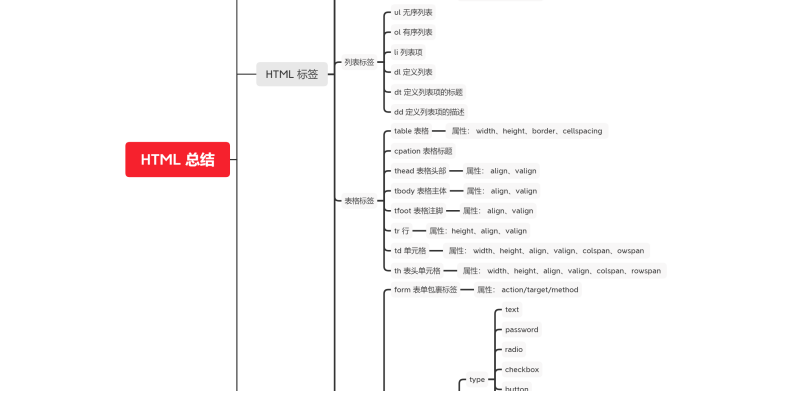 ul 无序列表
ol 有序列表
li 列表项
dl 定义列表
dt 定义列表项的标题
dd 定义列表项的描述
列表标签
HTML 标签
HTML 总结
table 表格 属性： width、height、border、cellspacing
cpation 表格标题
thead 表格头部 属性： align、valign
tbody 表格主体 属性： align、valign
tfoot 表格注脚 属性： align、valign
tr 行 属性：height、align、valign
td 单元格 属性： width、height、align、valign、colspan、owspan
th 表头单元格 属性： width、height、align、valign、colspan、rowspan
表格标签
form 表单包裹标签 属性： action/target/method
type
text
password
radio
checkbox
button